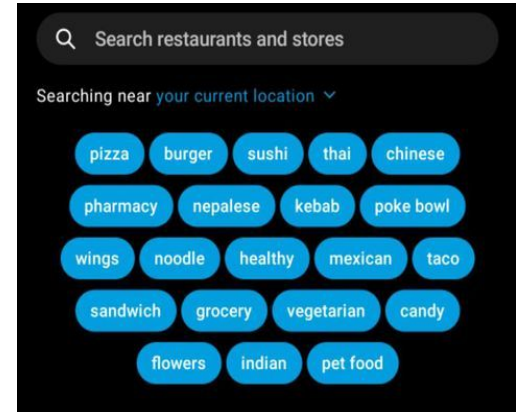 Search restaurants and stores
Searching near your current location
pizza burger sushi thai chinese
pharmacy nepalese kebab poke bowl
wings noodle healthy mexican taco
sandwich grocery vegetarian candy
flowers indian pet food